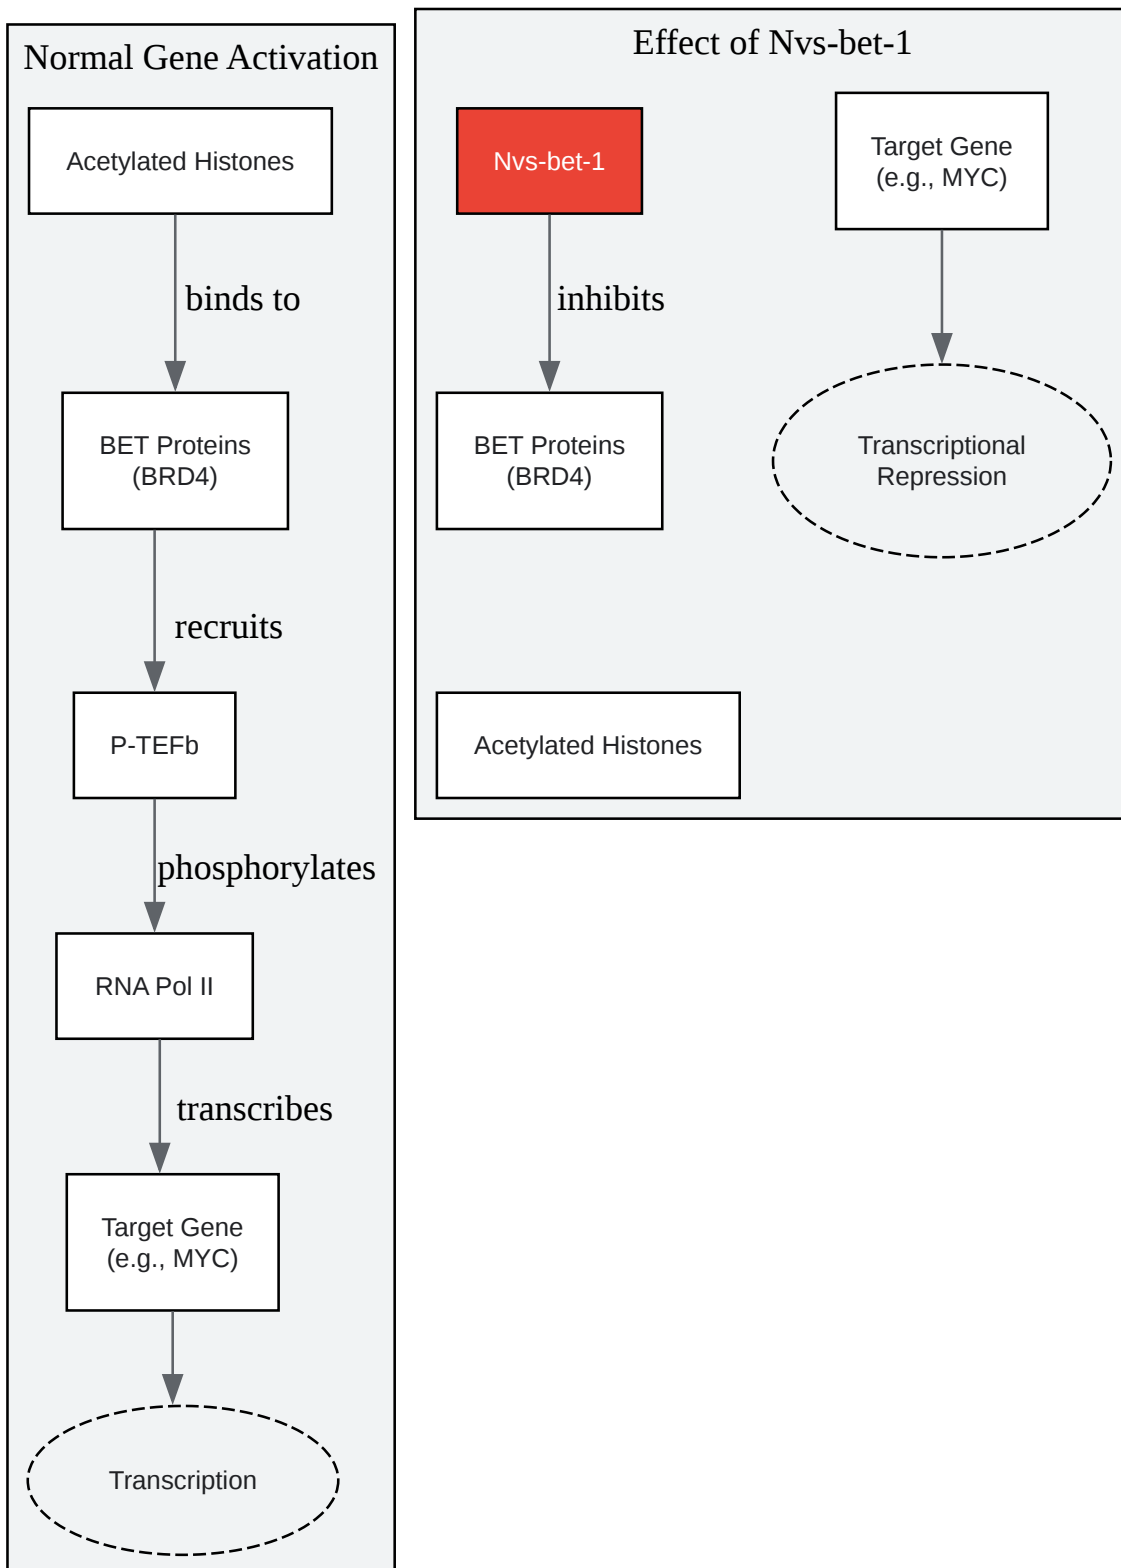 Normal Gene Activation
Acetylated Histones
binds to
BET Proteins
(BRD4)
recruits
P-TEFb
phosphorylates
RNA Pol II
transcribes
Target Gene
(e.g., MYC)
Transcription
Effect of Nvs-bet-1
Nvs-bet-1
inhibits
BET Proteins
(BRD4)
Acetylated Histones
Target Gene
(e.g., MYC)
Transcriptional
Repression